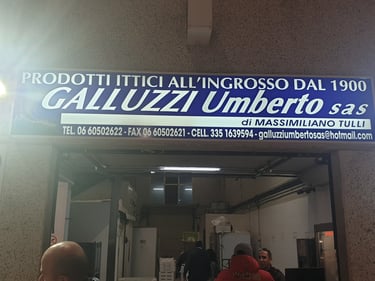 PRODOTTI ITTICI ALL'INGROSSO DAL 1900
GALLUZZI Umberto sas
di MASSIMILIANO TULLI
TEL. 06 60502622 - FAX 06 60502621 - CELL. 335 1639594 - galluzziumbertosas@hotmail.com